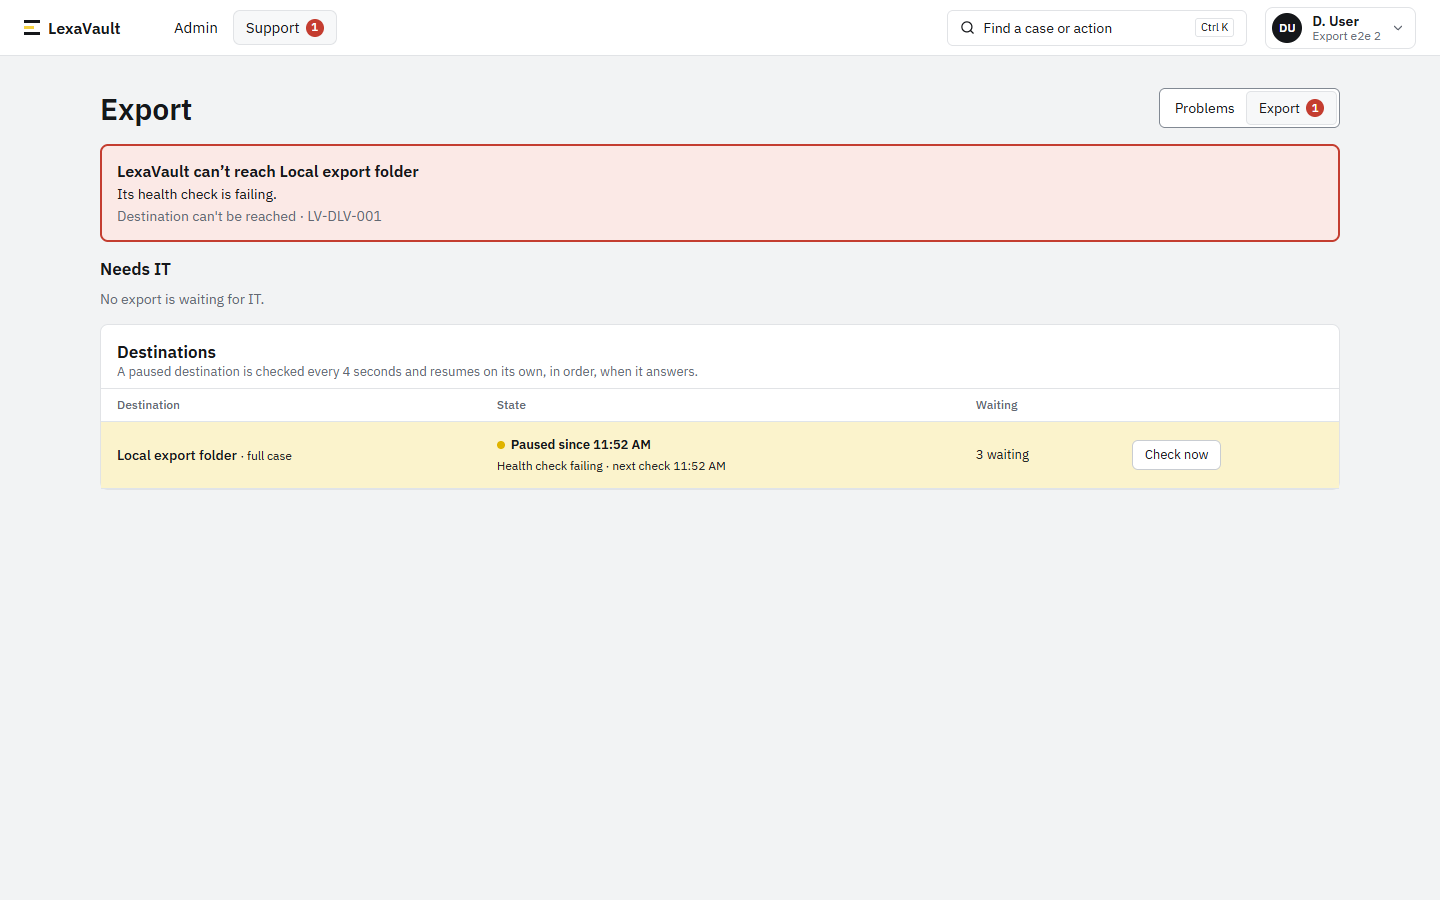 LexaVault
Admin
Support 1
Find a case or action
Ctrl K
DU
D. User
Export e2e 2
Export
Problems
Export 1
LexaVault can’t reach Local export folder
Its health check is failing.
Destination can't be reached · LV-DLV-001
Needs IT
No export is waiting for IT.
Destinations
A paused destination is checked every 4 seconds and resumes on its own, in order, when it answers.
Destination State Waiting
Local export folder · full case
Paused since 11:52 AM
Health check failing · next check 11:52 AM
3 waiting
Check now